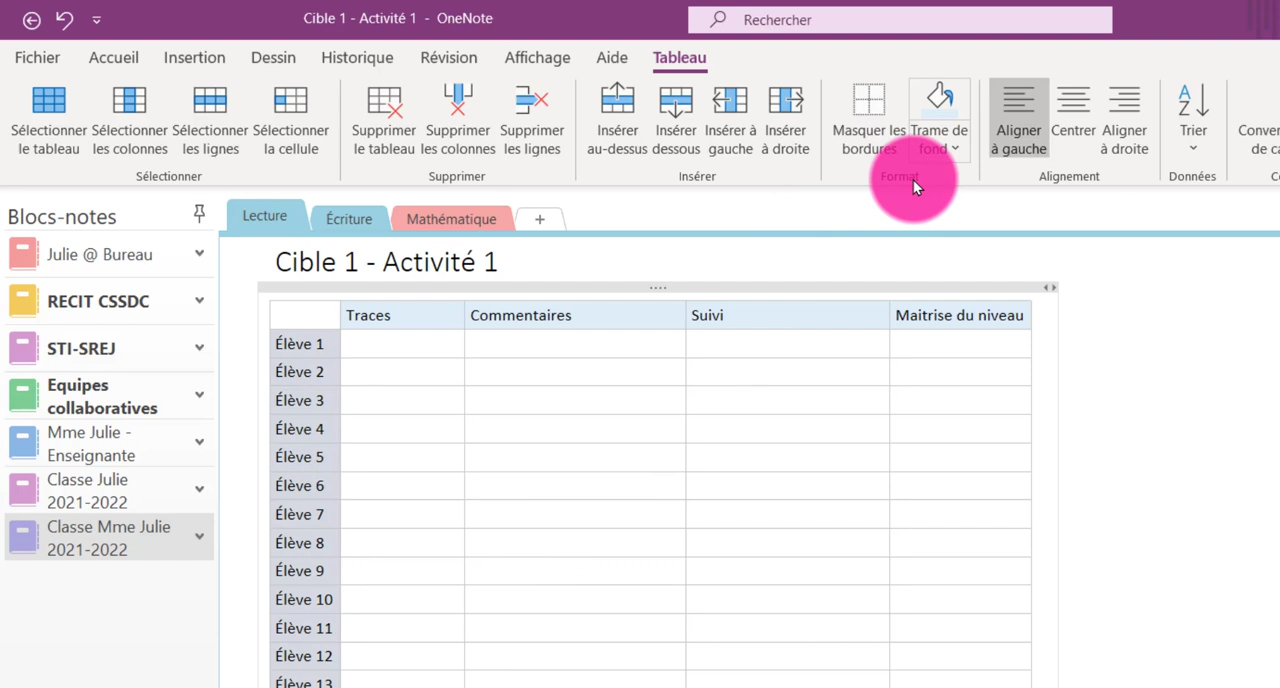 Cible 1 - Activité 1 - OneNote
Rechercher
Fichier Accueil Insertion Dessin Historique Révision Affichage Aide Tableau
Sélectionner le tableau
Sélectionner les colonnes
Sélectionner les lignes
Sélectionner la cellule
Sélectionner
Supprimer le tableau
Supprimer les colonnes
Supprimer les lignes
Supprimer
Insérer au-dessus
Insérer dessous
Insérer à gauche
Insérer à droite
Insérer
Masquer les bordures
Trame de fond
Format
Aligner à gauche
Centrer
Aligner à droite
Alignement
A
Z
Trier
Données
Blocs-notes
Julie @ Bureau
RECIT CSSDC
STI-SREJ
Equipes
collaboratives
Mme Julie -
Enseignante
Classe Julie
2021-2022
Classe Mme Julie
2021-2022
Lecture Écriture Mathématique +
Cible 1 - Activité 1
Traces Commentaires Suivi Maitrise du niveau
Élève 1
Élève 2
Élève 3
Élève 4
Élève 5
Élève 6
Élève 7
Élève 8
Élève 9
Élève 10
Élève 11
Élève 12
Élève 13